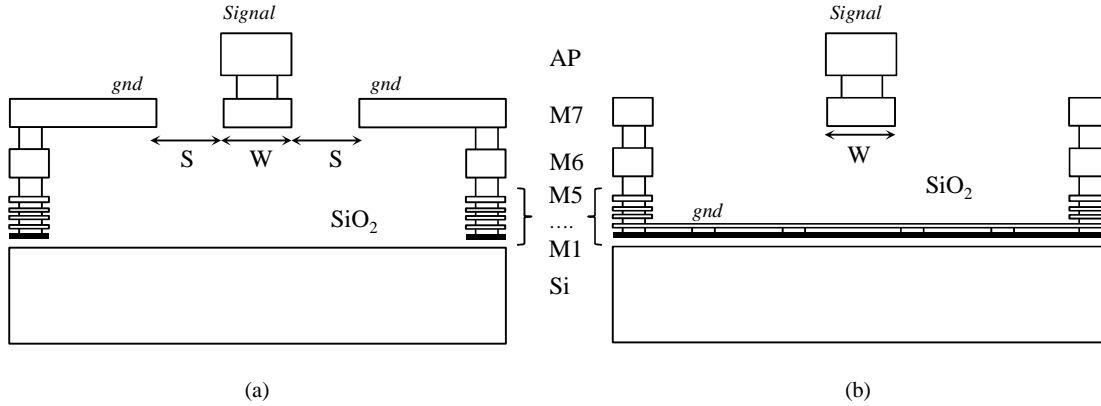 Signal
Signal
AP
gnd
gnd
M7
S
W
S
W
M6
SiO2
M5
gnd
SiO2
....
M1
Si
(a)
(b)